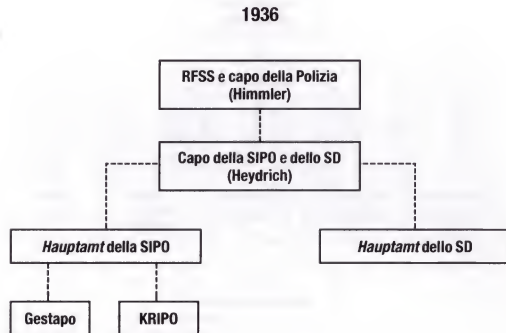 1936
RFSS e capo della Polizia
(Himmler)
Capo della SIPO e dello SD
(Heydrich)
Hauptamt della SIPO
Hauptamt dello SD
Gestapo
KRIPO